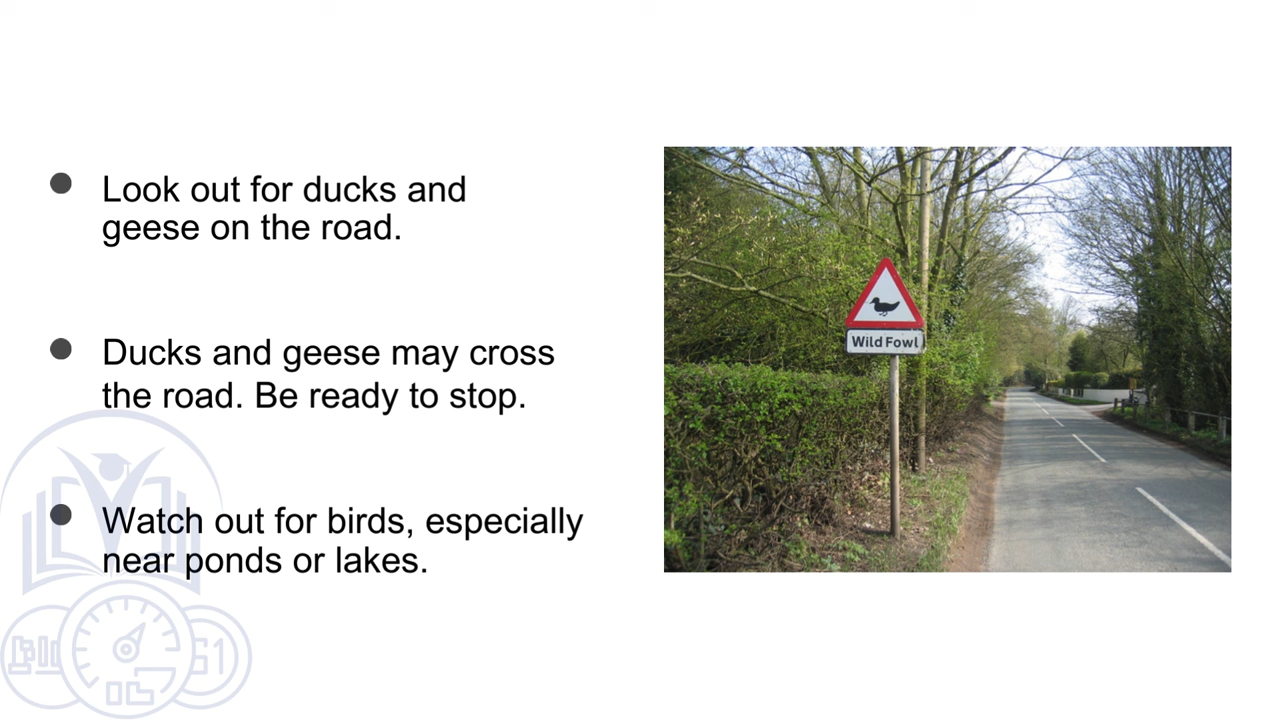 Look out for ducks and
geese on the road.
Ducks and geese may cross
the road. Be ready to stop.
Watch out for birds, especially
near ponds or lakes.
Wild Fowl